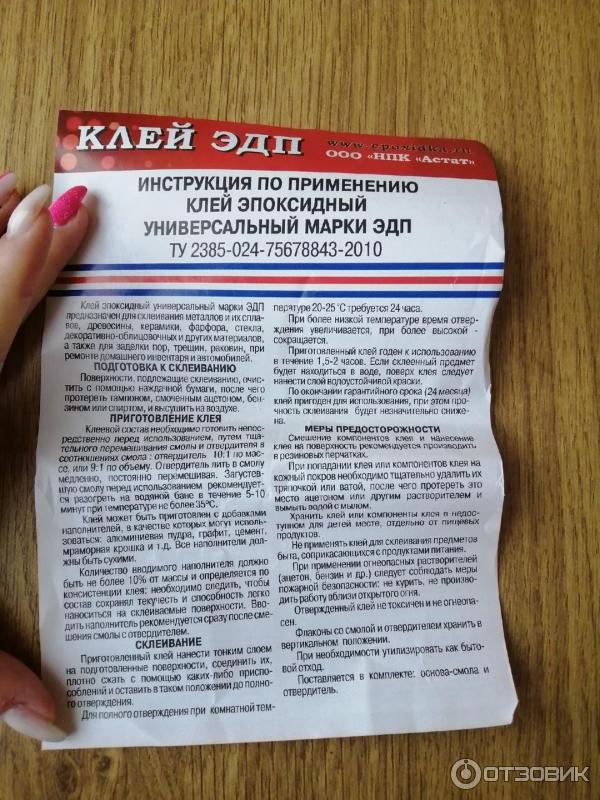 КЛЕЙ ЭДП
www.epoxidka.ru
ООО «НПК «Астат»
ИНСТРУКЦИЯ ПО ПРИМЕНЕНИЮ
КЛЕЙ ЭПОКСИДНЫЙ
УНИВЕРСАЛЬНЫЙ МАРКИ ЭДП
ТУ 2385-024-75678843-2010
Клей эпоксидный универсальный марки ЭДП
предназначен для склеивания металлов и их спла-
вов, древесины, керамики, фарфора, стекла,
декоративно-облицовочных и других материалов,
а также для заделки пор, трещин, раковин, при
ремонте домашнего инвентаря и автомобилей.
ПОДГОТОВКА К СКЛЕИВАНИЮ
Поверхности, подлежащие склеиванию, очис-
тить с помощью наждачной бумаги, после чего
протереть тампоном, смоченным ацетоном, бен-
зином или спиртом, и высушить на воздухе.
ПРИГОТОВЛЕНИЕ КЛЕЯ
Клеевой состав необходимо готовить непос-
редственно перед использованием, путем тща-
тельного перемешивания смолы и отвердителя в
соотношениях смола : отвердитель 10:1 по мас-
се, или 9:1 по объему. Отвердитель лить в смолу
медленно, постоянно перемешивая. Загустев-
шую смолу перед использованием рекомендует-
ся разогреть на водяной бане в течение 5-10
минут при температуре не более 35°С.
Клей может быть приготовлен с добавками
наполнителей, в качестве которых могут исполь-
зоваться: алюминиевая пудра, графит, цемент,
мраморная крошка и т.д. Все наполнители дол-
жны быть сухими.
Количество вводимого наполнителя должно
быть не более 10% от массы и определяется по
консистенции клея: необходимо следить, чтобы
состав сохранял текучесть и способность легко
наноситься на склеиваемые поверхности. Вво-
дить наполнитель рекомендуется сразу после сме-
шения смолы с отвердителем.
СКЛЕИВАНИЕ
Приготовленный клей нанести тонким слоем
на подготовленные поверхности, соединить их,
плотно сжать с помощью каких-либо приспо-
соблений и оставить в таком положении до полно-
го отверждения.
Для полного отверждения при комнатной тем-
пературе 20-25 °С требуется 24 часа.
При более низкой температуре время отвер-
ждения увеличивается, при более высокой -
сокращается.
Приготовленный клей годен к использованию
в течение 1,5-2 часов. Если склеенный предмет
будет находиться в воде, поверх клея следует
нанести слой водоустойчивой краски.
По окончании гарантийного срока (24 месяца)
клей пригоден для использования, при этом проч-
ность склеивания будет незначительно сниже-
на.
МЕРЫ ПРЕДОСТОРОЖНОСТИ
Смешение компонентов клея и нанесение
клея на поверхность рекомендуется производить
в резиновых перчатках.
При попадании клея или компонентов клея на
кожный покров необходимо тщательно удалить их
тряпочкой или ватой, после чего протереть это
место ацетоном или другим растворителем и
вымыть водой с мылом.
Хранить клей или компоненты клея в недос-
тупном для детей месте, отдельно от пищевых
продуктов.
Не применять клей для склеивания предметов
быта, соприкасающихся с продуктами питания.
При применении огнеопасных растворителей
(ацетон, бензин и др.) следует соблюдать меры
пожарной безопасности: не курить, не произво-
дить работу вблизи открытого огня.
Отвержденный клей не токсичен и не огнеопа-
сен.
Флаконы со смолой и отвердителем хранить в
вертикальном положении.
При необходимости утилизировать как быто-
вой отход.
Поставляется в комплекте: основа-смола и
отвердитель.
ОТЗОВИК